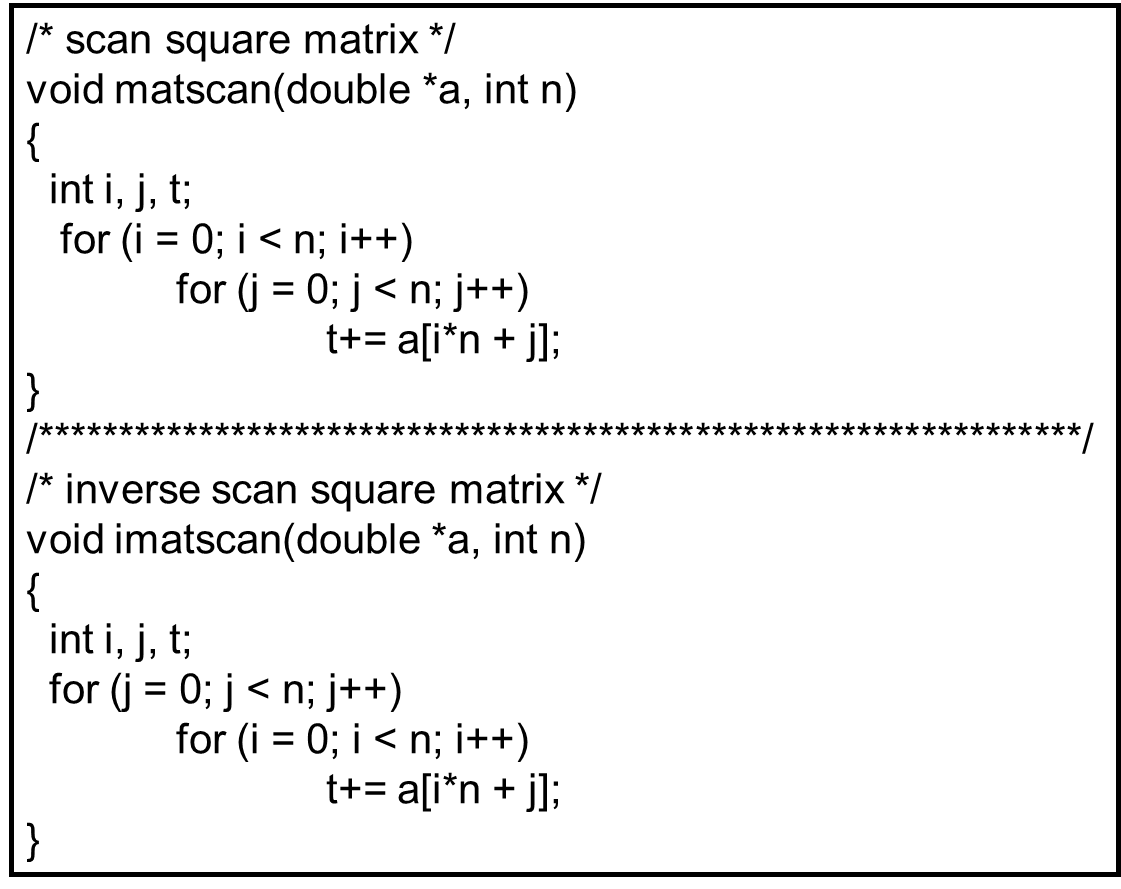 /* scan square matrix */
void matscan(double *a, int n)
{
int i, j, t;
for (i = 0; i < n; i++)
for (j = 0; j < n; j++)
t+= a[i*n + j];
}
/******************************************************************/
/* inverse scan square matrix */
void imatscan(double *a, int n)
{
int i, j, t;
for (j = 0; j < n; j++)
for (i = 0; i < n; i++)
t+= a[i*n + j];
}